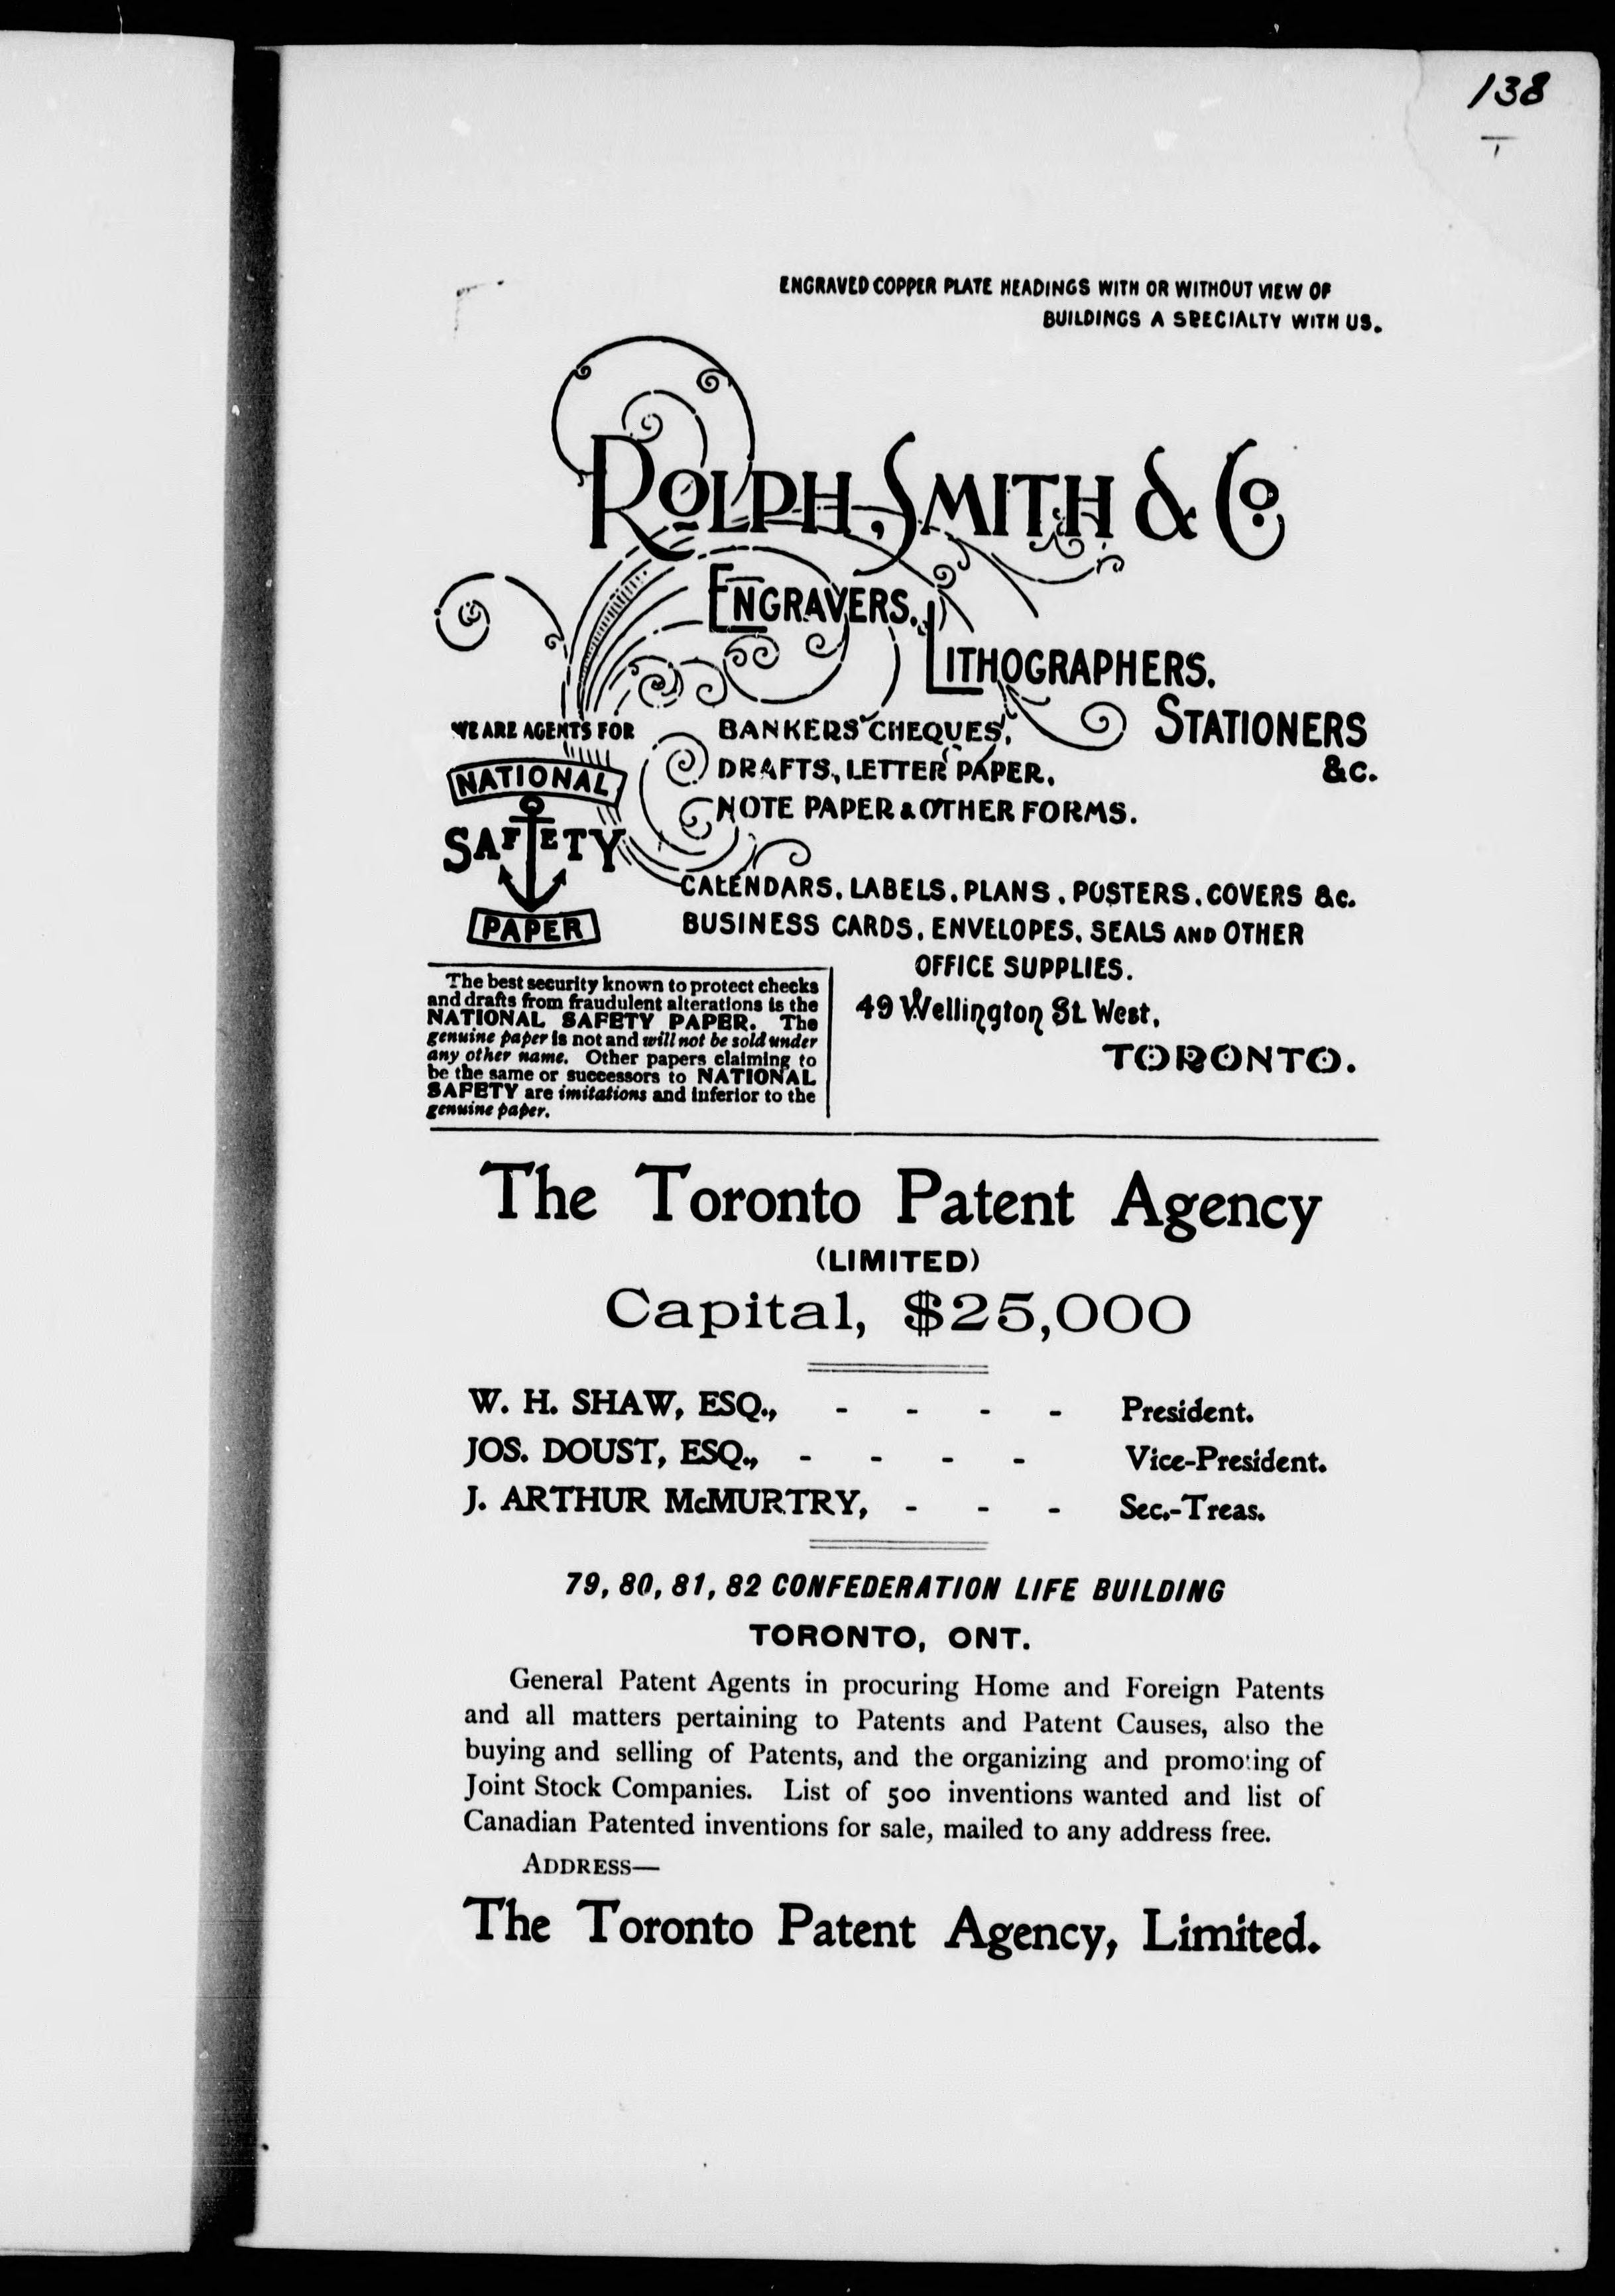 138
ENGRAVED COPPER PLATE HEADINGS WITH OR WITHOUT VIEW OF
BUILDINGS A SPECIALTY WITH US.
ROLPH, SMITH & Co
ENGRAVERS.
LITHOGRAPHERS.
STATIONERS
&c.
WE ARE AGENTS FOR
NATIONAL
SAFETY
PAPER
BANKERS' CHEQUES,
DRAFTS, LETTER PAPER,
NOTE PAPER & OTHER FORMS.
CALENDARS. LABELS. PLANS. POSTERS. COVERS &c.
BUSINESS CARDS, ENVELOPES, SEALS AND OTHER
OFFICE SUPPLIES.
The best security known to protect checks
and drafts from fraudulent alterations is the
NATIONAL SAFETY PAPER. The
genuine paper is not and will not be sold under
any other name. Other papers claiming to
be the same or successors to NATIONAL
SAFETY are imitations and inferior to the
genuine paper.
49 Wellington St. West,
TORONTO.
The Toronto Patent Agency
(LIMITED)
Capital, $25,000
W. H. SHAW, ESQ., - - - - President.
JOS. DOUST, ESQ., - - - - Vice-President.
J. ARTHUR McMURTRY, - - - Sec.-Treas.
79, 80, 81, 82 CONFEDERATION LIFE BUILDING
TORONTO, ONT.
General Patent Agents in procuring Home and Foreign Patents
and all matters pertaining to Patents and Patent Causes, also the
buying and selling of Patents, and the organizing and promoting of
Joint Stock Companies. List of 500 inventions wanted and list of
Canadian Patented inventions for sale, mailed to any address free.
ADDRESS—
The Toronto Patent Agency, Limited.